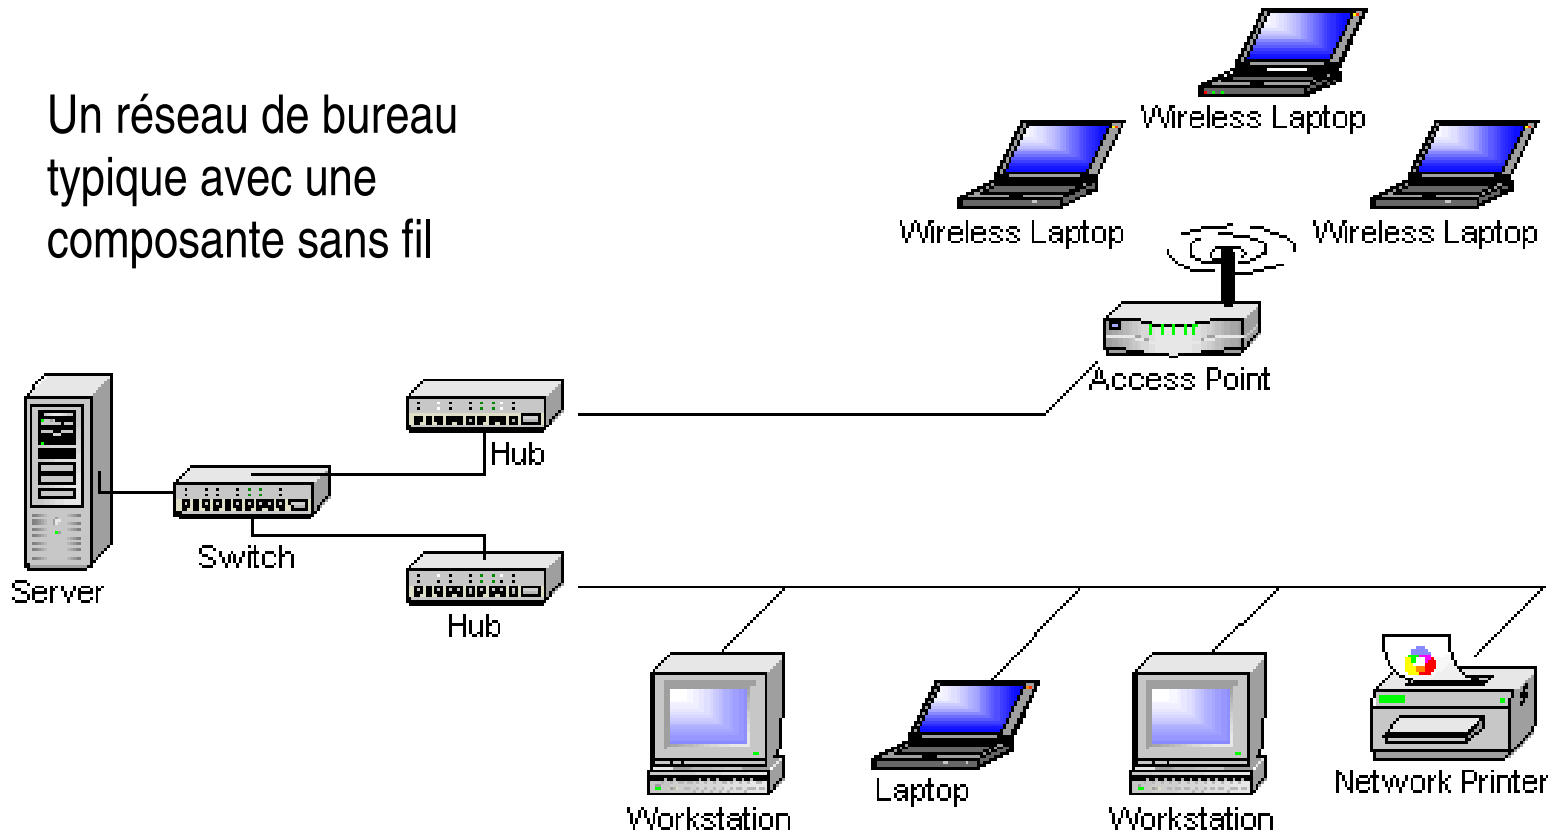 Un réseau de bureau
typique avec une
composante sans fil
Wireless Laptop
Wireless Laptop
Wireless Laptop
Access Point
Hub
Switch
Server
Hub
Workstation
Laptop
Workstation
Network Printer